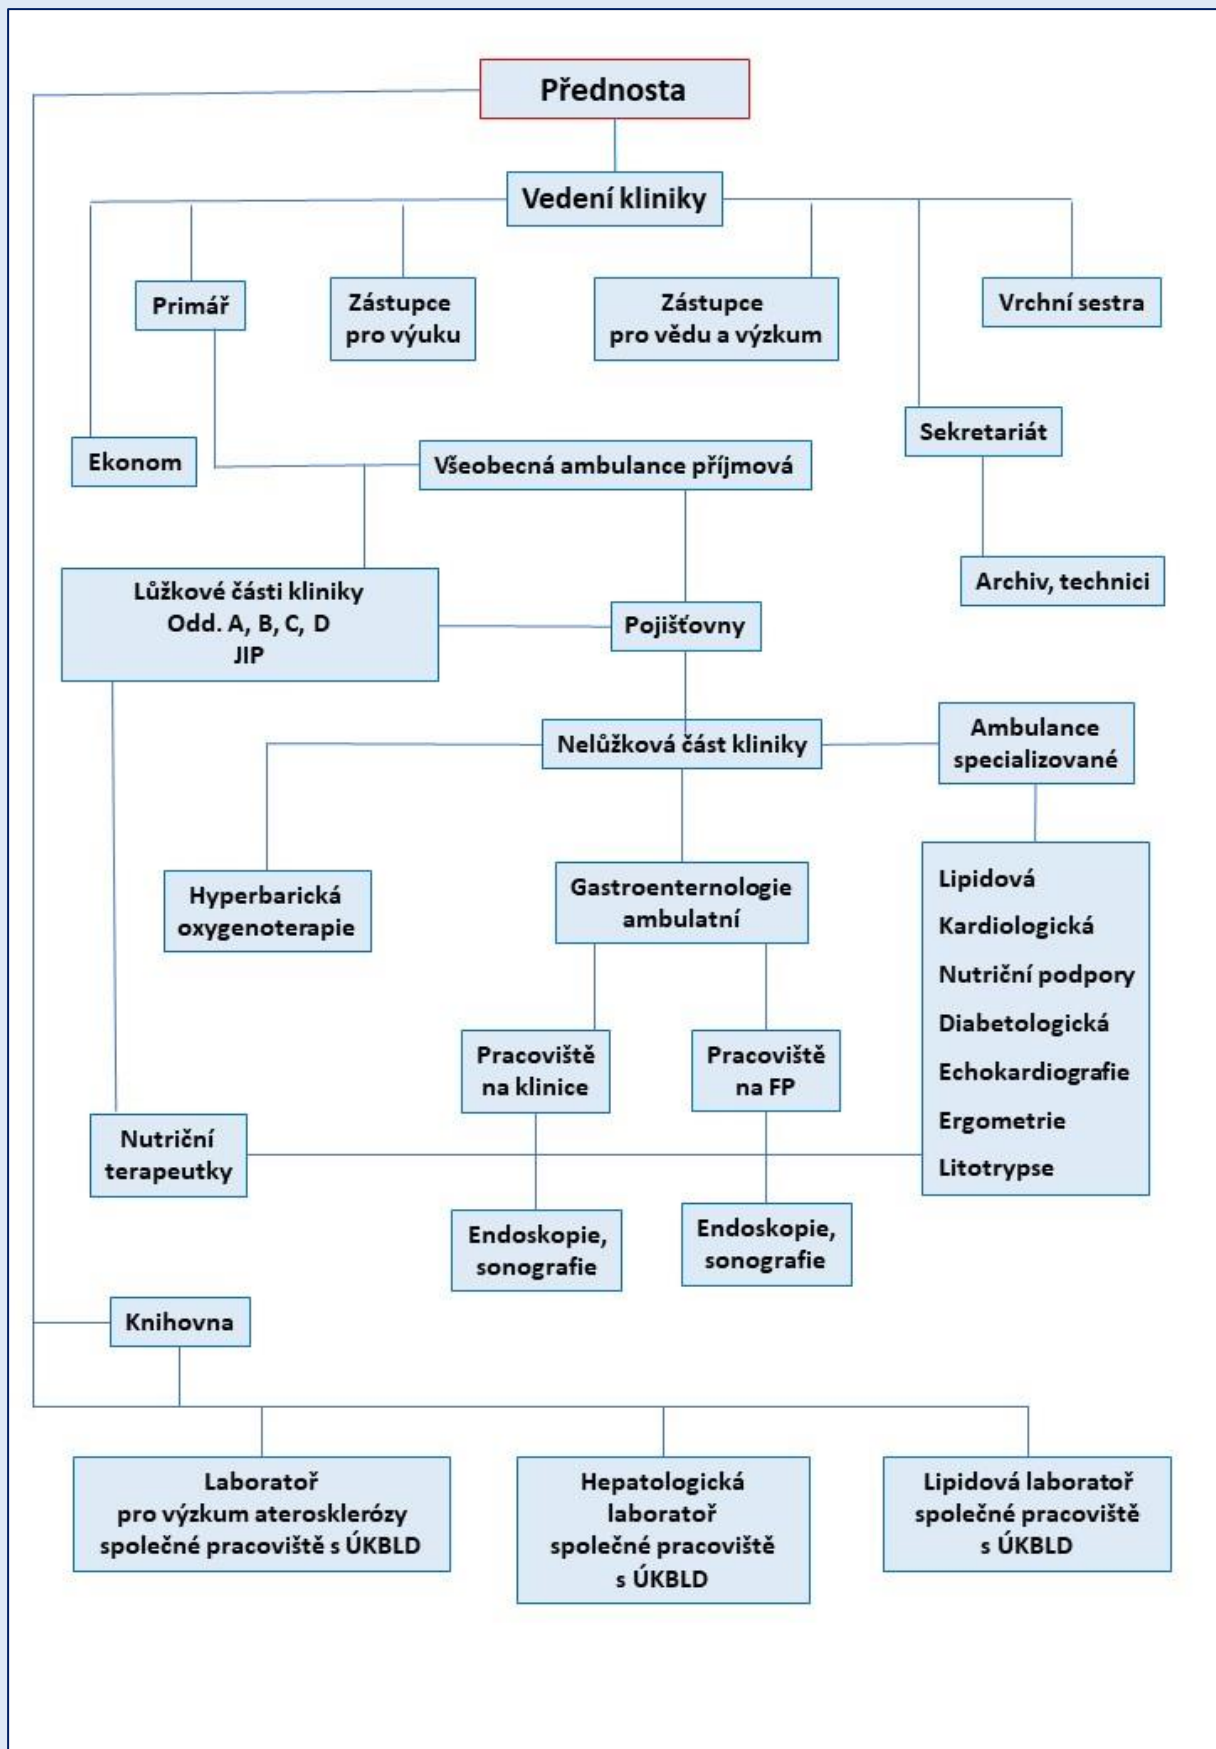 Přednosta
Vedení kliniky
Primář
Zástupce
pro výuku
Zástupce
pro vědu a výzkum
Vrchní sestra
Ekonom
Všeobecná ambulance příjmová
Sekretariát
Lůžkové části kliniky
Odd. A, B, C, D
JIP
Pojišťovny
Archiv, technici
Nelůžková část kliniky
Ambulance
specializované
Hyperbarická
oxygenoterapie
Gastroenternologie
ambulatní
Lipidová
Kardiologická
Nutriční podpory
Diabetologická
Echokardiografie
Ergometrie
Litotrypse
Pracoviště
na klinice
Pracoviště
na FP
Nutriční
terapeutky
Endoskopie,
sonografie
Endoskopie,
sonografie
Knihovna
Laboratoř
pro výzkum aterosklerózy
společné pracoviště s ÚKBLD
Hepatologická
laboratoř
společné pracoviště
s ÚKBLD
Lipidová laboratoř
společné pracoviště
s ÚKBLD